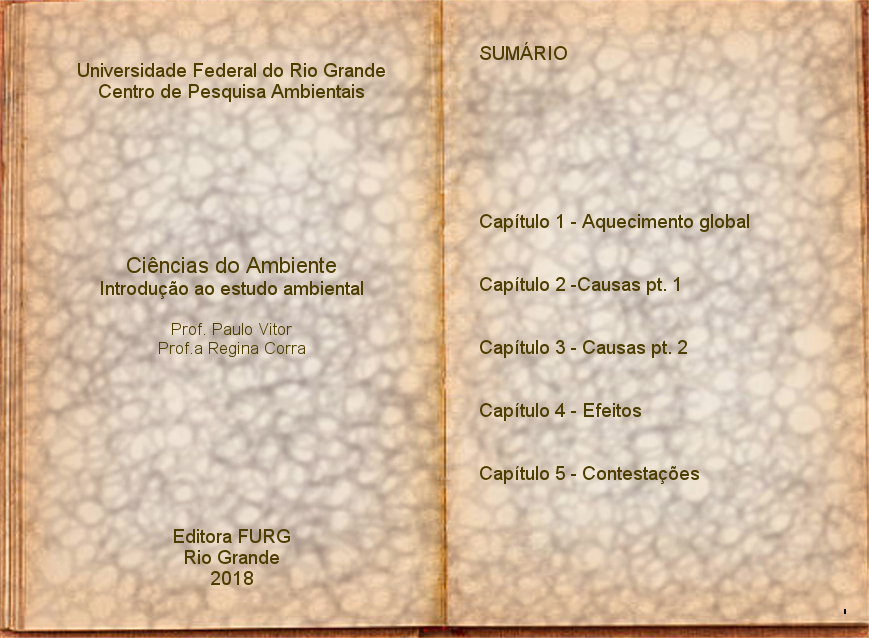 Universidade Federal do Rio Grande
Centro de Pesquisa Ambientais
Ciências do Ambiente
Introdução ao estudo ambiental
Prof. Paulo Vitor
Prof.a Regina Corra
Editora FURG
Rio Grande
2018
SUMÁRIO
Capítulo 1 - Aquecimento global
Capítulo 2 -Causas pt. 1
Capítulo 3 - Causas pt. 2
Capítulo 4 - Efeitos
Capítulo 5 - Contestações